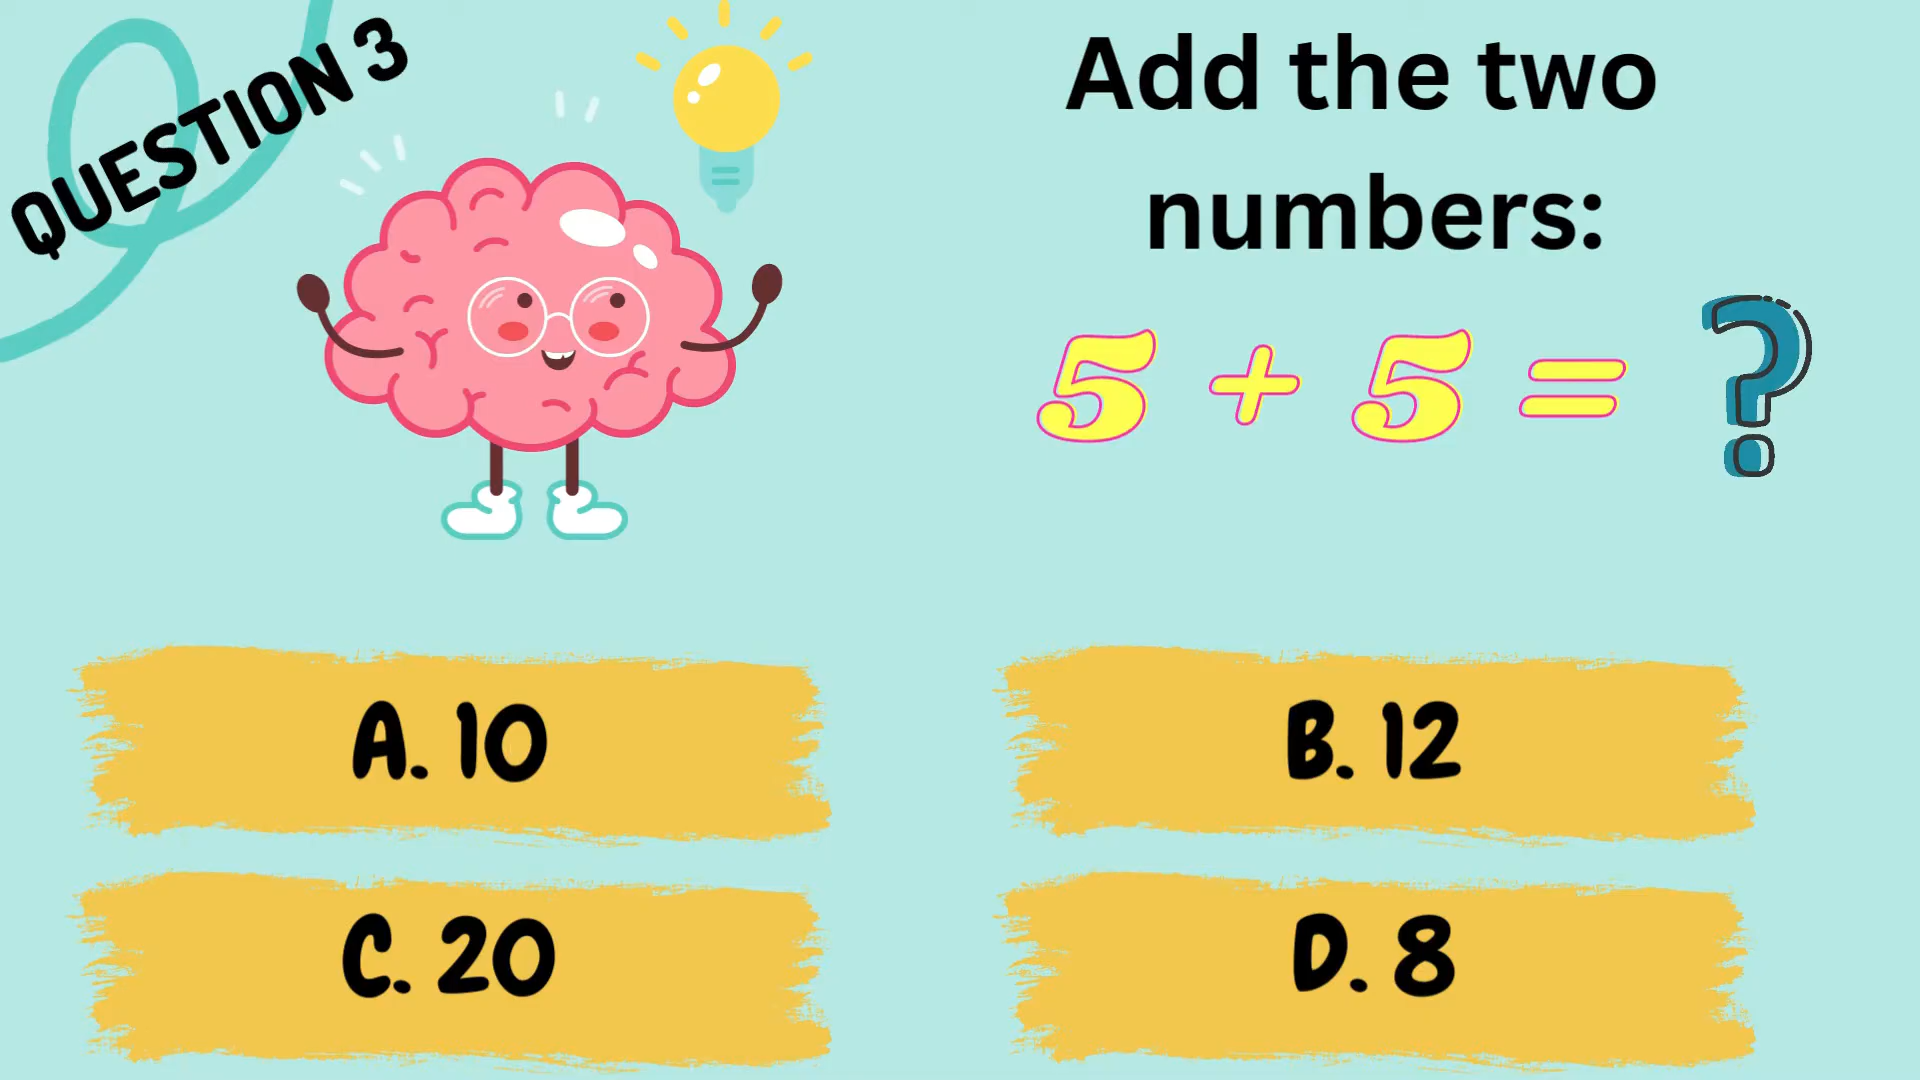 QUESTION 3
Add the two
numbers:
5 + 5 = ?
A. 10
B. 12
C. 20
D. 8